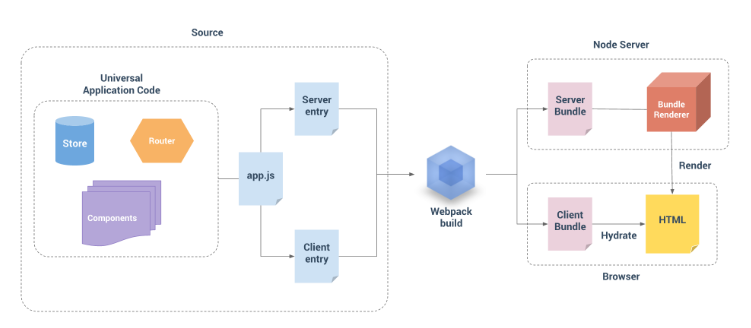 Source
Universal
Application Code
Store
Router
Components
app.js
Server
entry
Client
entry
Webpack
build
Node Server
Server
Bundle
Bundle
Renderer
Render
Client
Bundle
Hydrate
HTML
Browser